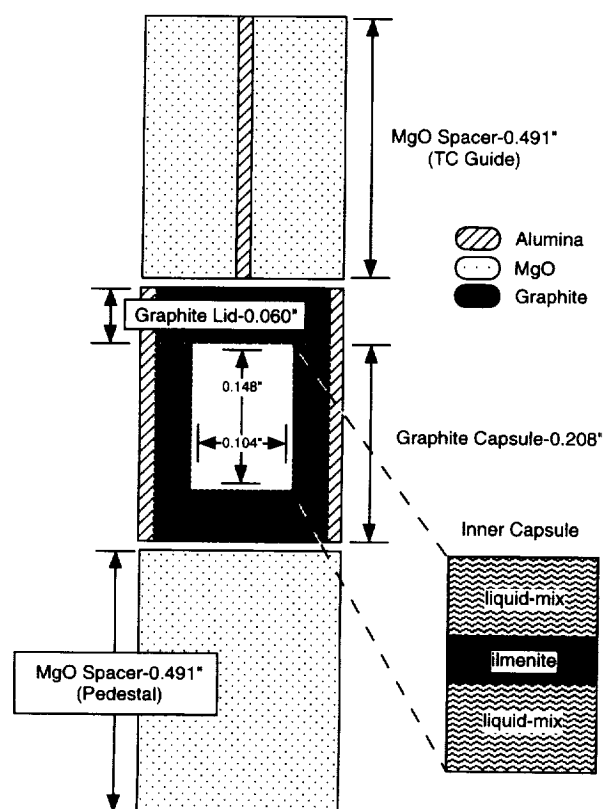 MgO Spacer-0.491"
(TC Guide)
Alumina
MgO
Graphite
Graphite Lid-0.060"
0.148"
0.104"
Graphite Capsule-0.208"
Inner Capsule
liquid-mix
ilmenite
liquid-mix
MgO Spacer-0.491"
(Pedestal)